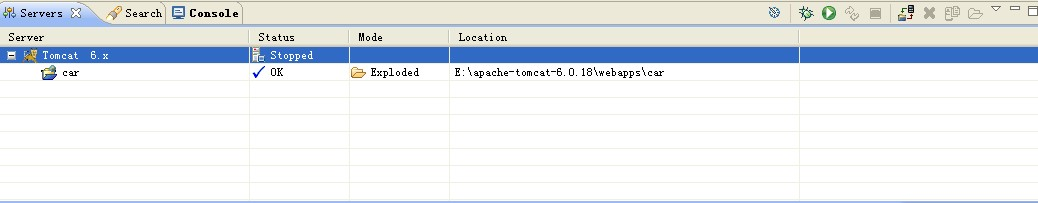 Servers Search Console
Server Status Mode Location
Tomcat 6.x Stopped
car OK Exploded E:\apache-tomcat-6.0.18\webapps\car